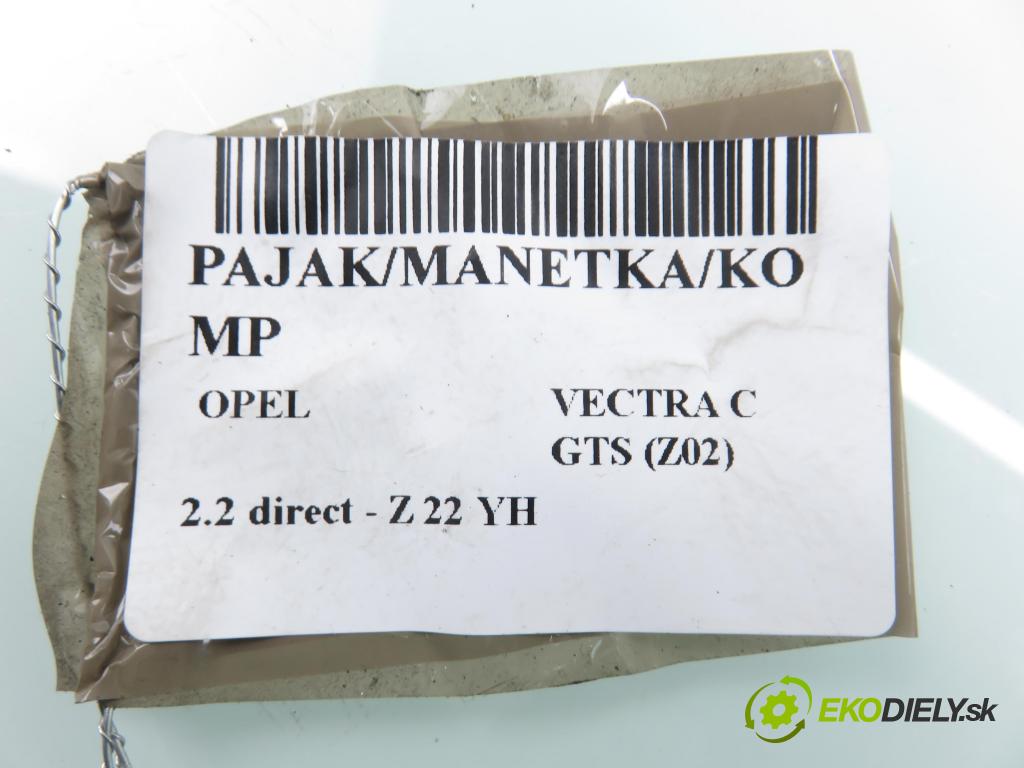 PAJAK/MANETKA/KO
MP
OPEL VECTRA C
GTS (Z02)
2.2 direct - Z 22 YH
EKODIELY.sk